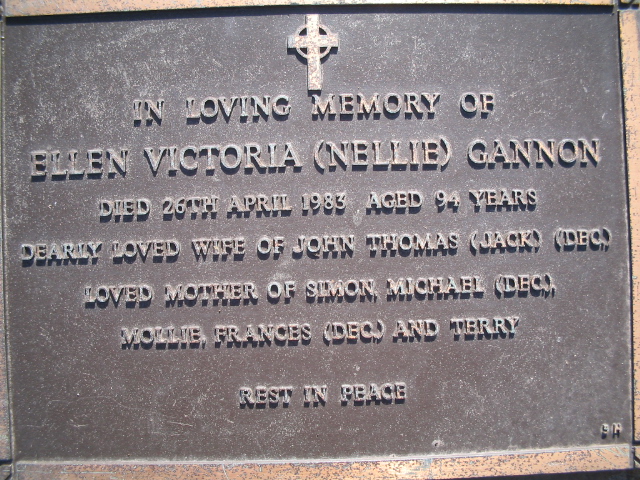 IN LOVING MEMORY OF
ELLEN VICTORIA (NELLIE) GANNON
DIED 26TH APRIL 1983 AGED 94 YEARS
DEARLY LOVED WIFE OF JOHN THOMAS (JACK) (DEC.)
LOVED MOTHER OF SIMON, MICHAEL (DEC.),
MOLLIE, FRANCES (DEC.) AND TERRY
REST IN PEACE